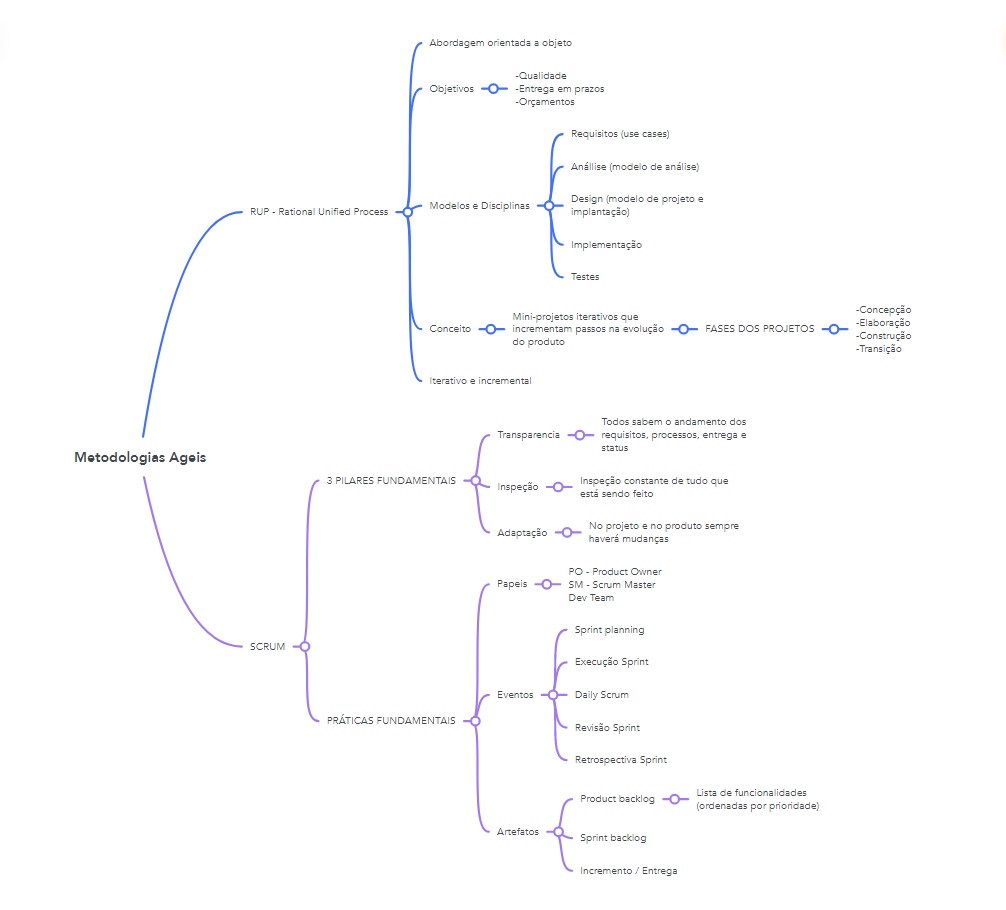 Metodologias Ageis
RUP - Rational Unified Process
Abordagem orientada a objeto
Objetivos
-Qualidade
-Entrega em prazos
-Orçamentos
Modelos e Disciplinas
Requisitos (use cases)
Anállise (modelo de análise)
Design (modelo de projeto e
implantação)
Implementação
Testes
Conceito
Mini-projetos iterativos que
incrementam passos na evolução
do produto
FASES DOS PROJETOS
-Concepção
-Elaboração
-Construção
-Transição
Iterativo e incremental
SCRUM
3 PILARES FUNDAMENTAIS
Transparencia
Todos sabem o andamento dos
requisitos, processos, entrega e
status
Inspeção
Inspeção constante de tudo que
está sendo feito
Adaptação
No projeto e no produto sempre
haverá mudanças
PRÁTICAS FUNDAMENTAIS
Papeis
PO - Product Owner
SM - Scrum Master
Dev Team
Eventos
Sprint planning
Execução Sprint
Daily Scrum
Revisão Sprint
Retrospectiva Sprint
Artefatos
Product backlog
Lista de funcionalidades
(ordenadas por prioridade)
Sprint backlog
Incremento / Entrega